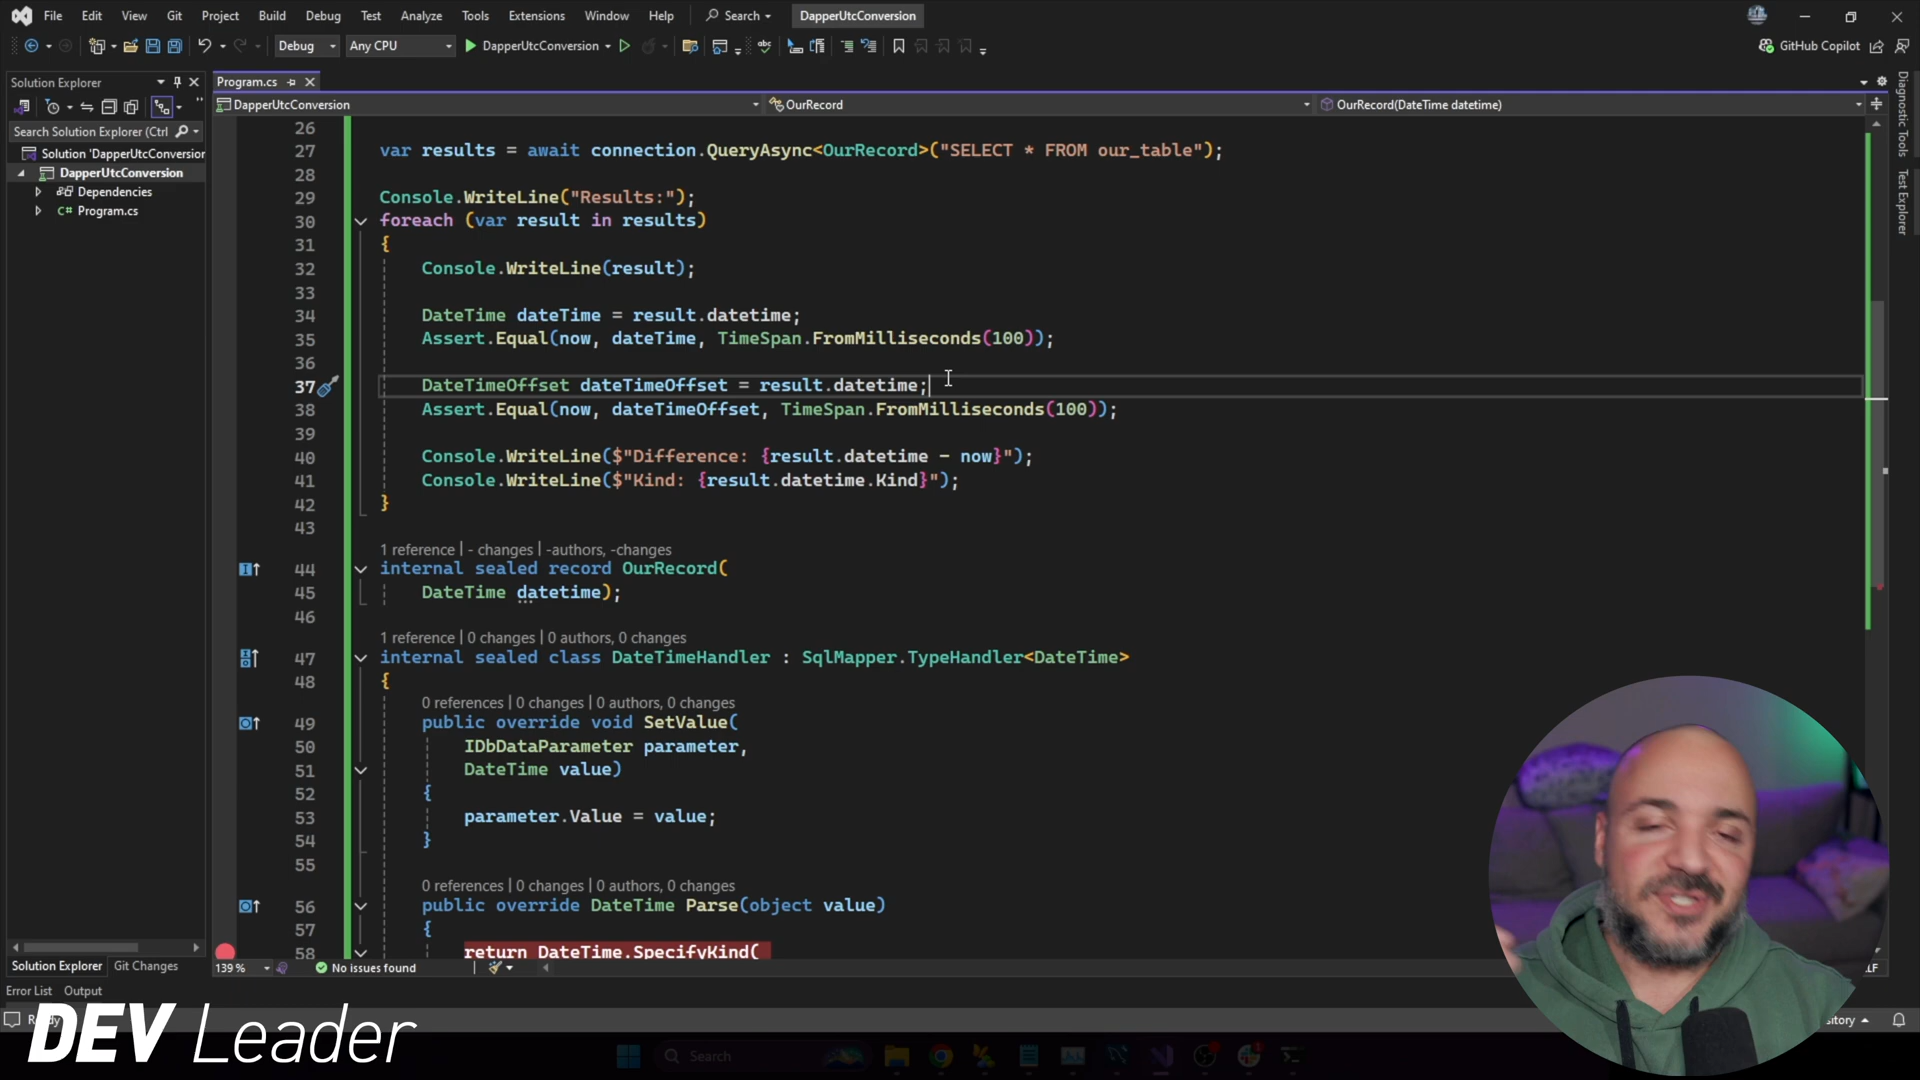 File Edit View Git Project Build Debug Test Analyze Tools Extensions Window Help Search DapperUtcConversion
Debug Any CPU DapperUtcConversion GitHub Copilot
Solution Explorer
Program.cs
DapperUtcConversion OurRecord OurRecord(DateTime datetime)
Search Solution Explorer (Ctrl
Solution 'DapperUtcConversion
DapperUtcConversion
Dependencies
C# Program.cs
26
27 var results = await connection.QueryAsync<OurRecord>("SELECT * FROM our_table");
28
29 Console.WriteLine("Results:");
30 foreach (var result in results)
31 {
32 Console.WriteLine(result);
33
34 DateTime dateTime = result.datetime;
35 Assert.Equal(now, dateTime, TimeSpan.FromMilliseconds(100));
36
37 DateTimeOffset dateTimeOffset = result.datetime;
38 Assert.Equal(now, dateTimeOffset, TimeSpan.FromMilliseconds(100));
39
40 Console.WriteLine($"Difference: {result.datetime - now}");
41 Console.WriteLine($"Kind: {result.datetime.Kind}");
42 }
43
1 reference | - changes | -authors, -changes
44 internal sealed record OurRecord(
45 DateTime datetime);
46
1 reference | 0 changes | 0 authors, 0 changes
47 internal sealed class DateTimeHandler : SqlMapper.TypeHandler<DateTime>
48 {
0 references | 0 changes | 0 authors, 0 changes
49 public override void SetValue(
50 IDbDataParameter parameter,
51 DateTime value)
52 {
53 parameter.Value = value;
54 }
55
0 references | 0 changes | 0 authors, 0 changes
56 public override DateTime Parse(object value)
57 {
58 return DateTime.SpecifyKind(
Diagnostic Tools
Test Explorer
Solution Explorer Git Changes
139 % No issues found
Error List Output
DEV Leader
Search